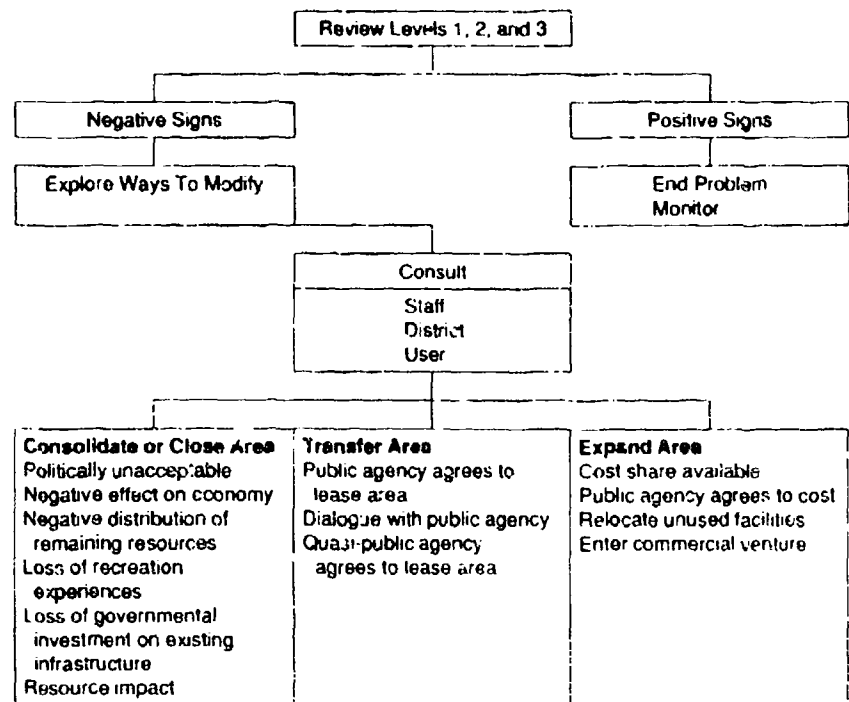 Review Levels 1, 2, and 3
Negative Signs
Positive Signs
Explore Ways To Modify
End Problem
Monitor
Consult
Staff
District
User
Consolidate or Close Area
Politically unacceptable
Negative effect on economy
Negative distribution of
remaining resources
Loss of recreation
experiences
Loss of governmental
investment on existing
infrastructure
Resource impact
Transfer Area
Public agency agrees to
lease area
Dialogue with public agency
Quasi-public agency
agrees to lease area
Expand Area
Cost share available
Public agency agrees to cost
Relocate unused facilities
Enter commercial venture